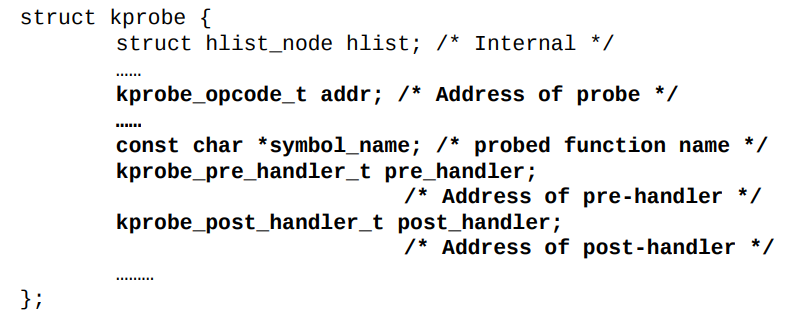 struct kprobe {
struct hlist_node hlist; /* Internal */
……
kprobe_opcode_t addr; /* Address of probe */
……
const char *symbol_name; /* probed function name */
kprobe_pre_handler_t pre_handler;
/* Address of pre-handler */
kprobe_post_handler_t post_handler;
/* Address of post-handler */
………
};